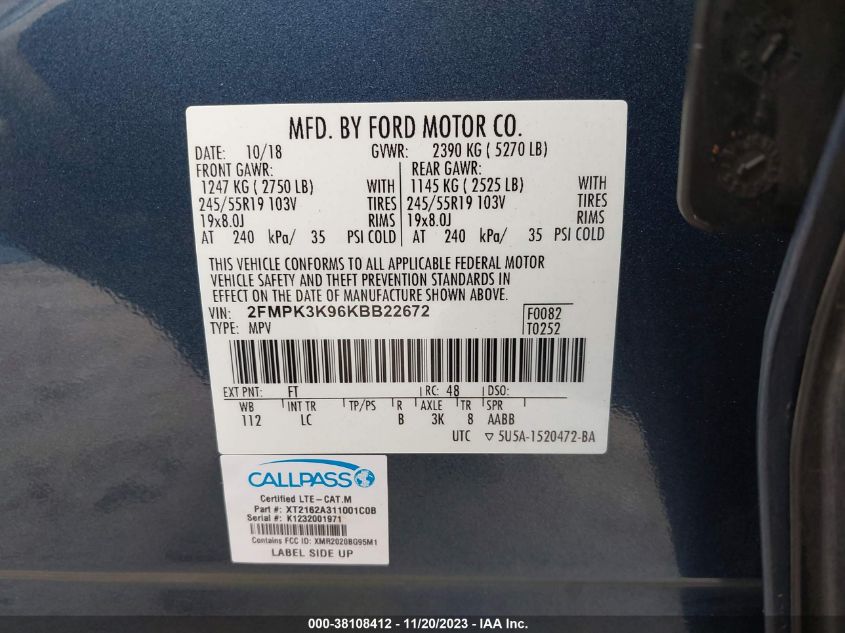 MFD. BY FORD MOTOR CO.
DATE: 10/18 GVWR: 2390 KG ( 5270 LB)
FRONT GAWR: REAR GAWR:
1247 KG ( 2750 LB) WITH 1145 KG ( 2525 LB) WITH
245/55R19 103V TIRES 245/55R19 103V TIRES
19x8.0J RIMS 19x8.0J RIMS
AT 240 kPa/ 35 PSI COLD AT 240 kPa/ 35 PSI COLD
THIS VEHICLE CONFORMS TO ALL APPLICABLE FEDERAL MOTOR
VEHICLE SAFETY AND THEFT PREVENTION STANDARDS IN
EFFECT ON THE DATE OF MANUFACTURE SHOWN ABOVE.
VIN: 2FMPK3K96KBB22672 F0082
TYPE: MPV T0252
EXT PNT: FT RC: 48 DSO:
WB INT TR TP/PS R AXLE TR SPR
112 LC B 3K 8 AABB
UTC ▽ 5U5A-1520472-BA
CALLPASS
Certified LTE-CAT.M
Part #: XT2162A311001C0B
Serial #: K1232001971
Contains FCC ID: XMR2020BG95M1
LABEL SIDE UP
000-38108412 - 11/20/2023 - IAA Inc.